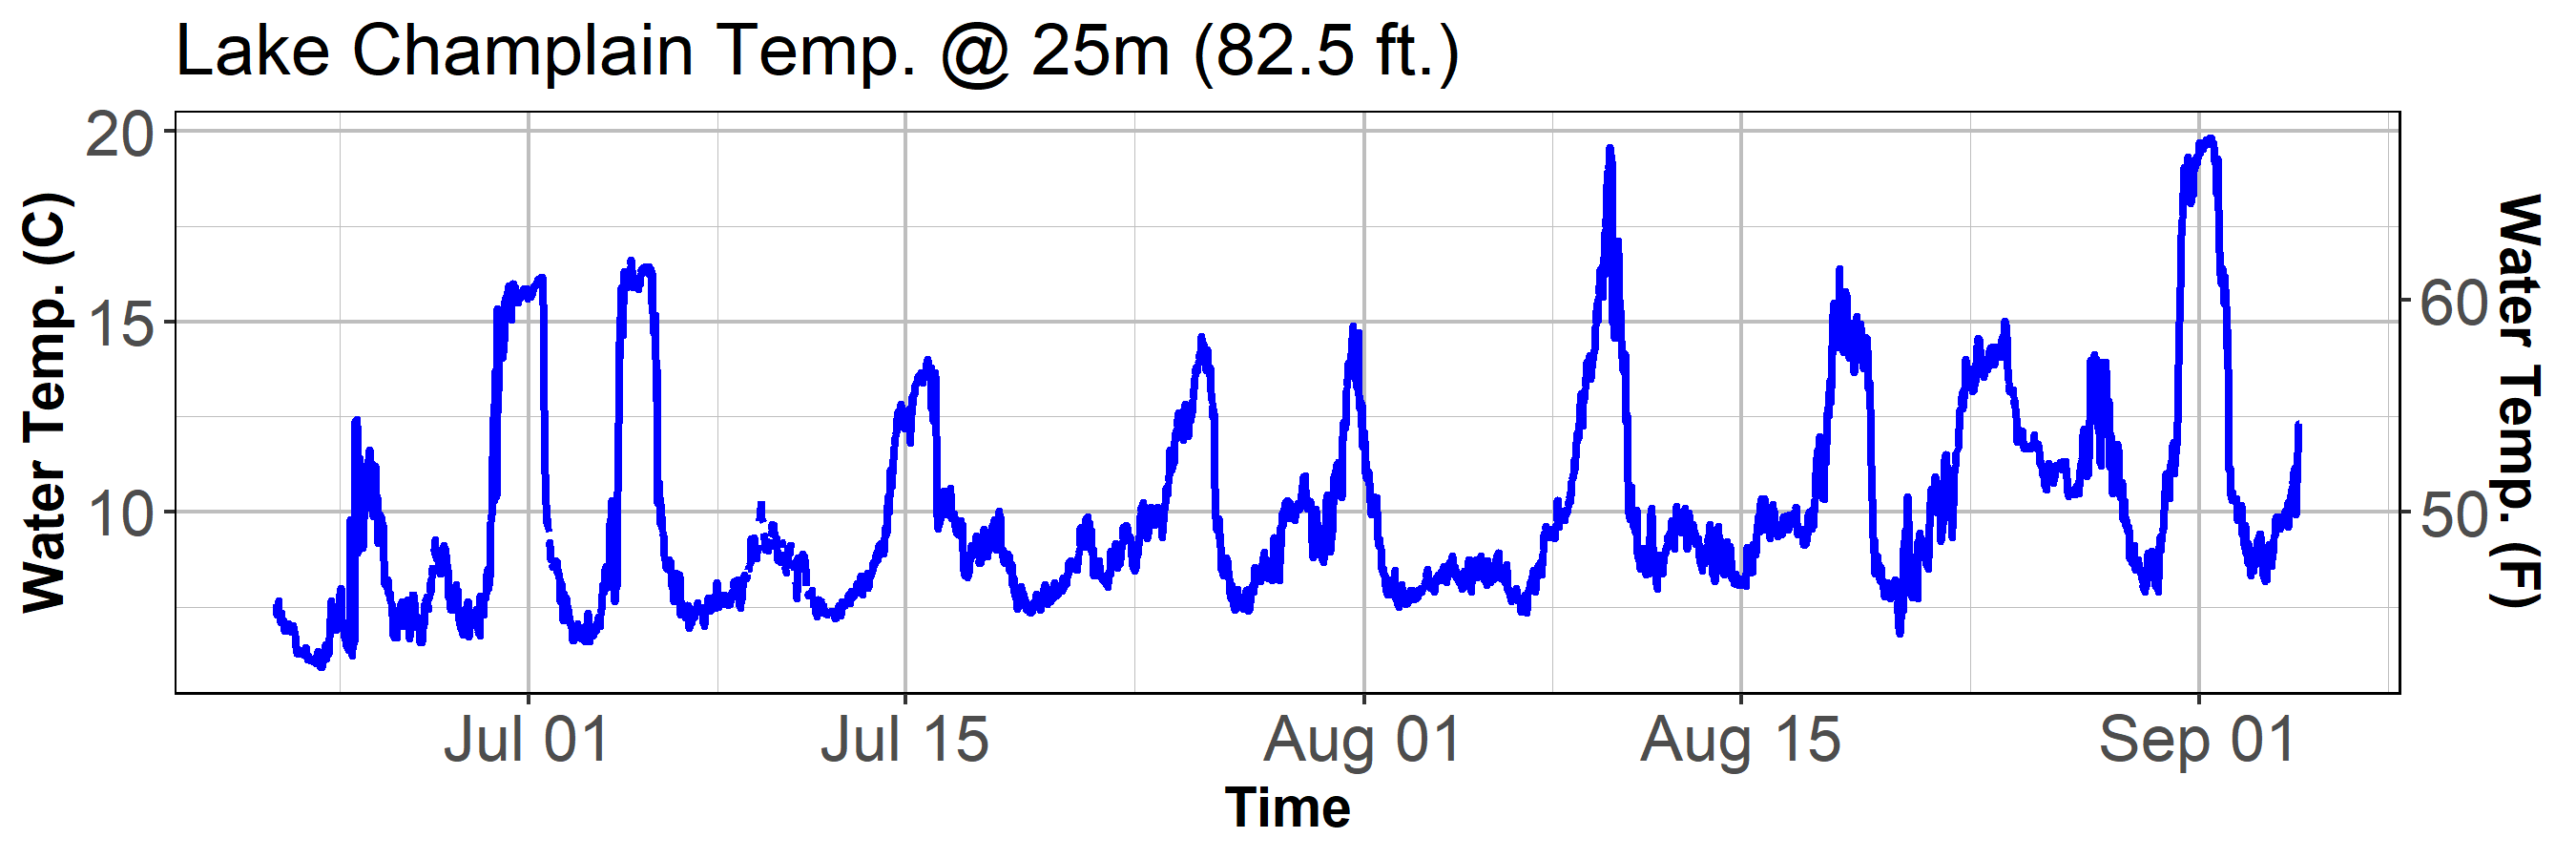 Lake Champlain Temp. @ 25m (82.5 ft.)
Water Temp. (C)
20
15
10
60
50
Water Temp. (F)
Jul 01 Jul 15 Aug 01 Aug 15 Sep 01
Time